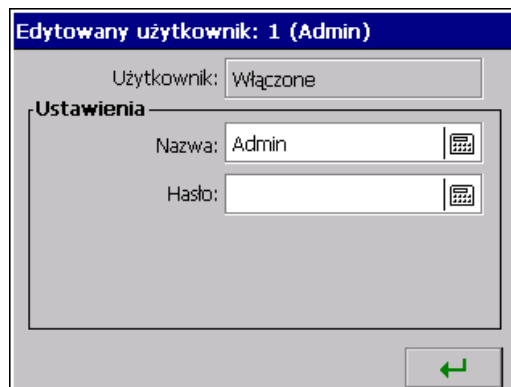 Edytowany użytkownik: 1 (Admin)
Użytkownik: Włączone
Ustawienia
Nazwa: Admin
Hasło: